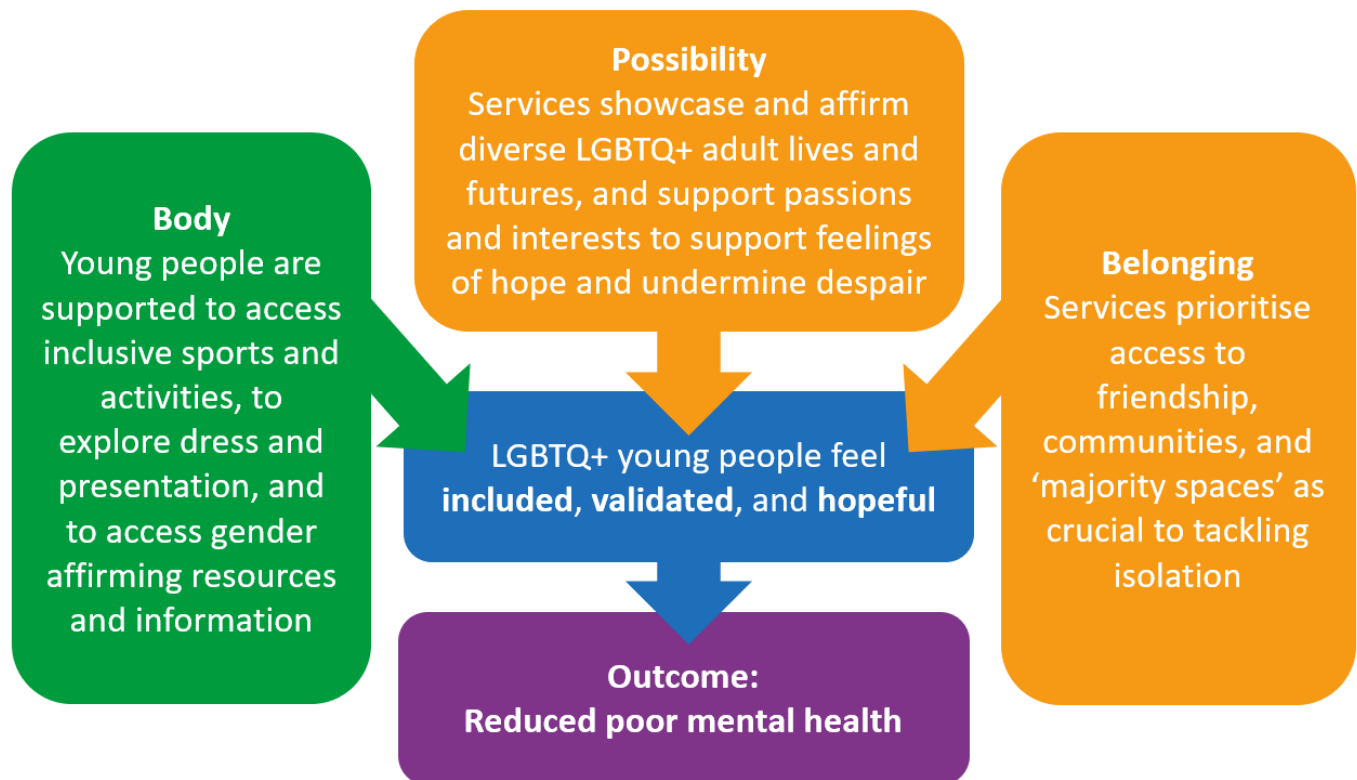 Possibility
Services showcase and affirm
diverse LGBTQ+ adult lives and
futures, and support passions
and interests to support feelings
of hope and undermine despair
Body
Young people are
supported to access
inclusive sports and
activities, to
explore dress and
presentation, and
to access gender
affirming resources
and information
Belonging
Services prioritise
access to
friendship,
communities, and
‘majority spaces’ as
crucial to tackling
isolation
LGBTQ+ young people feel
included, validated, and hopeful
Outcome:
Reduced poor mental health